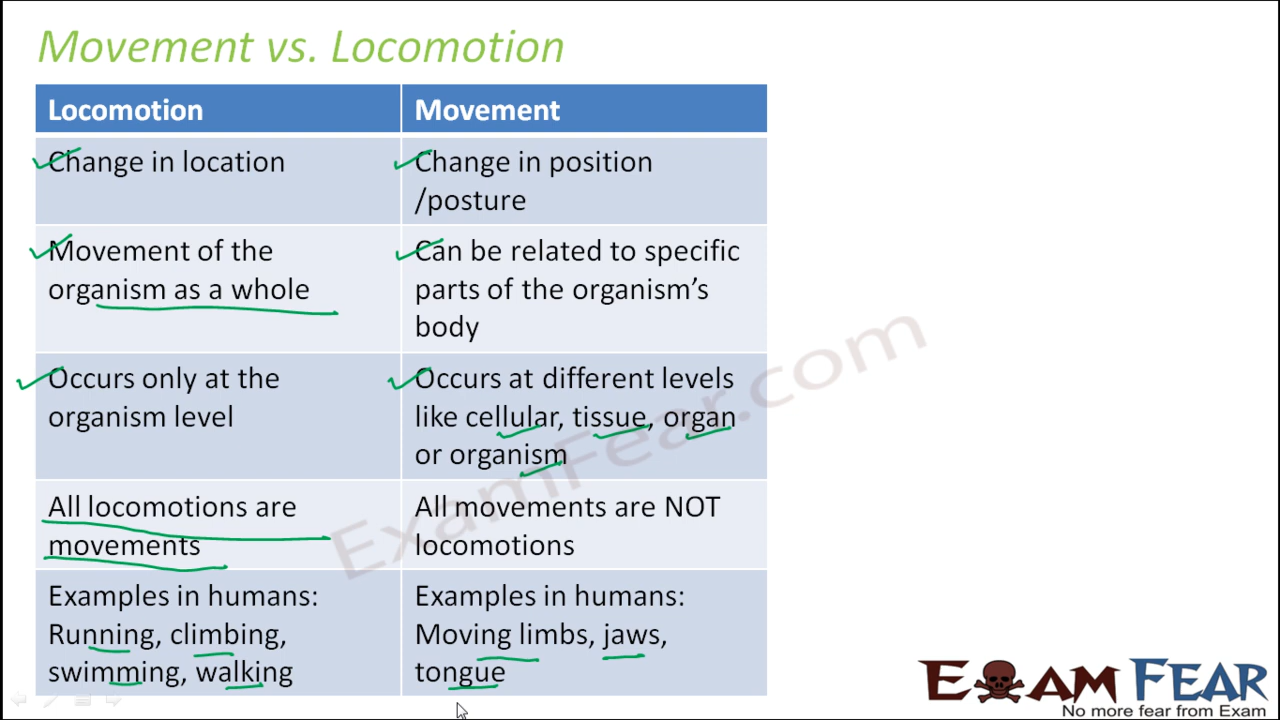 Movement vs. Locomotion
Locomotion
Movement
Change in location
Change in position
/posture
Movement of the
organism as a whole
Can be related to specific
parts of the organism’s
body
Occurs only at the
organism level
Occurs at different levels
like cellular, tissue, organ
or organism
All locomotions are
movements
All movements are NOT
locomotions
Examples in humans:
Running, climbing,
swimming, walking
Examples in humans:
Moving limbs, jaws,
tongue
ExamFear.com
EXAM FEAR
No more fear from Exam